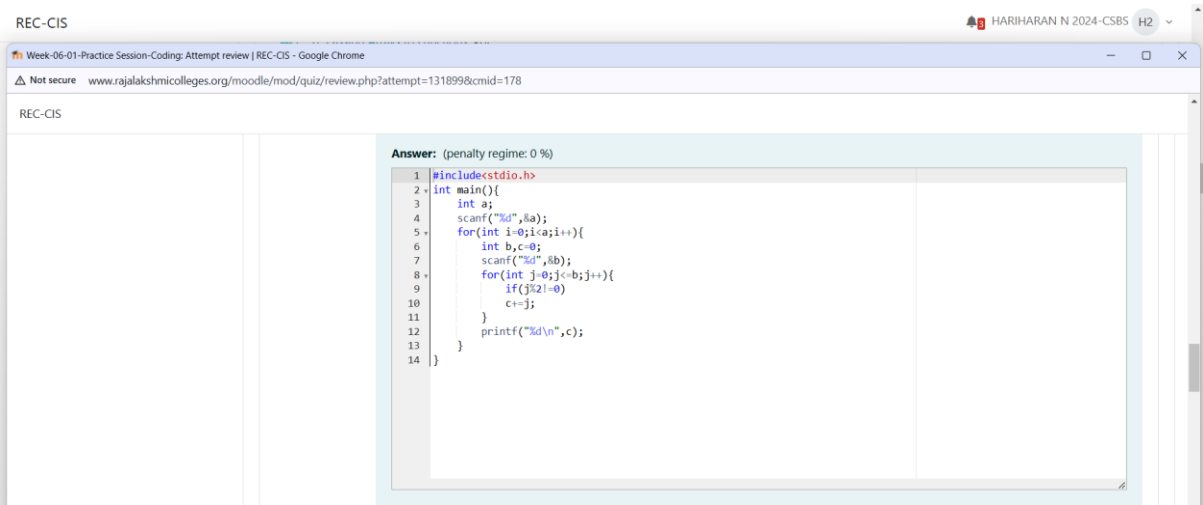 REC-CIS
3 HARIHARAN N 2024-CSBS H2
Week-06-01-Practice Session-Coding: Attempt review | REC-CIS - Google Chrome
Not secure www.rajalakshmicolleges.org/moodle/mod/quiz/review.php?attempt=131899&cmid=178
REC-CIS
Answer: (penalty regime: 0 %)
1 #include<stdio.h>
2 int main(){
3 int a;
4 scanf("%d",&a);
5 for(int i=0;i<a;i++){
6 int b,c=0;
7 scanf("%d",&b);
8 for(int j=0;j<=b;j++){
9 if(j%2!=0)
10 c+=j;
11 }
12 printf("%d\n",c);
13 }
14 }